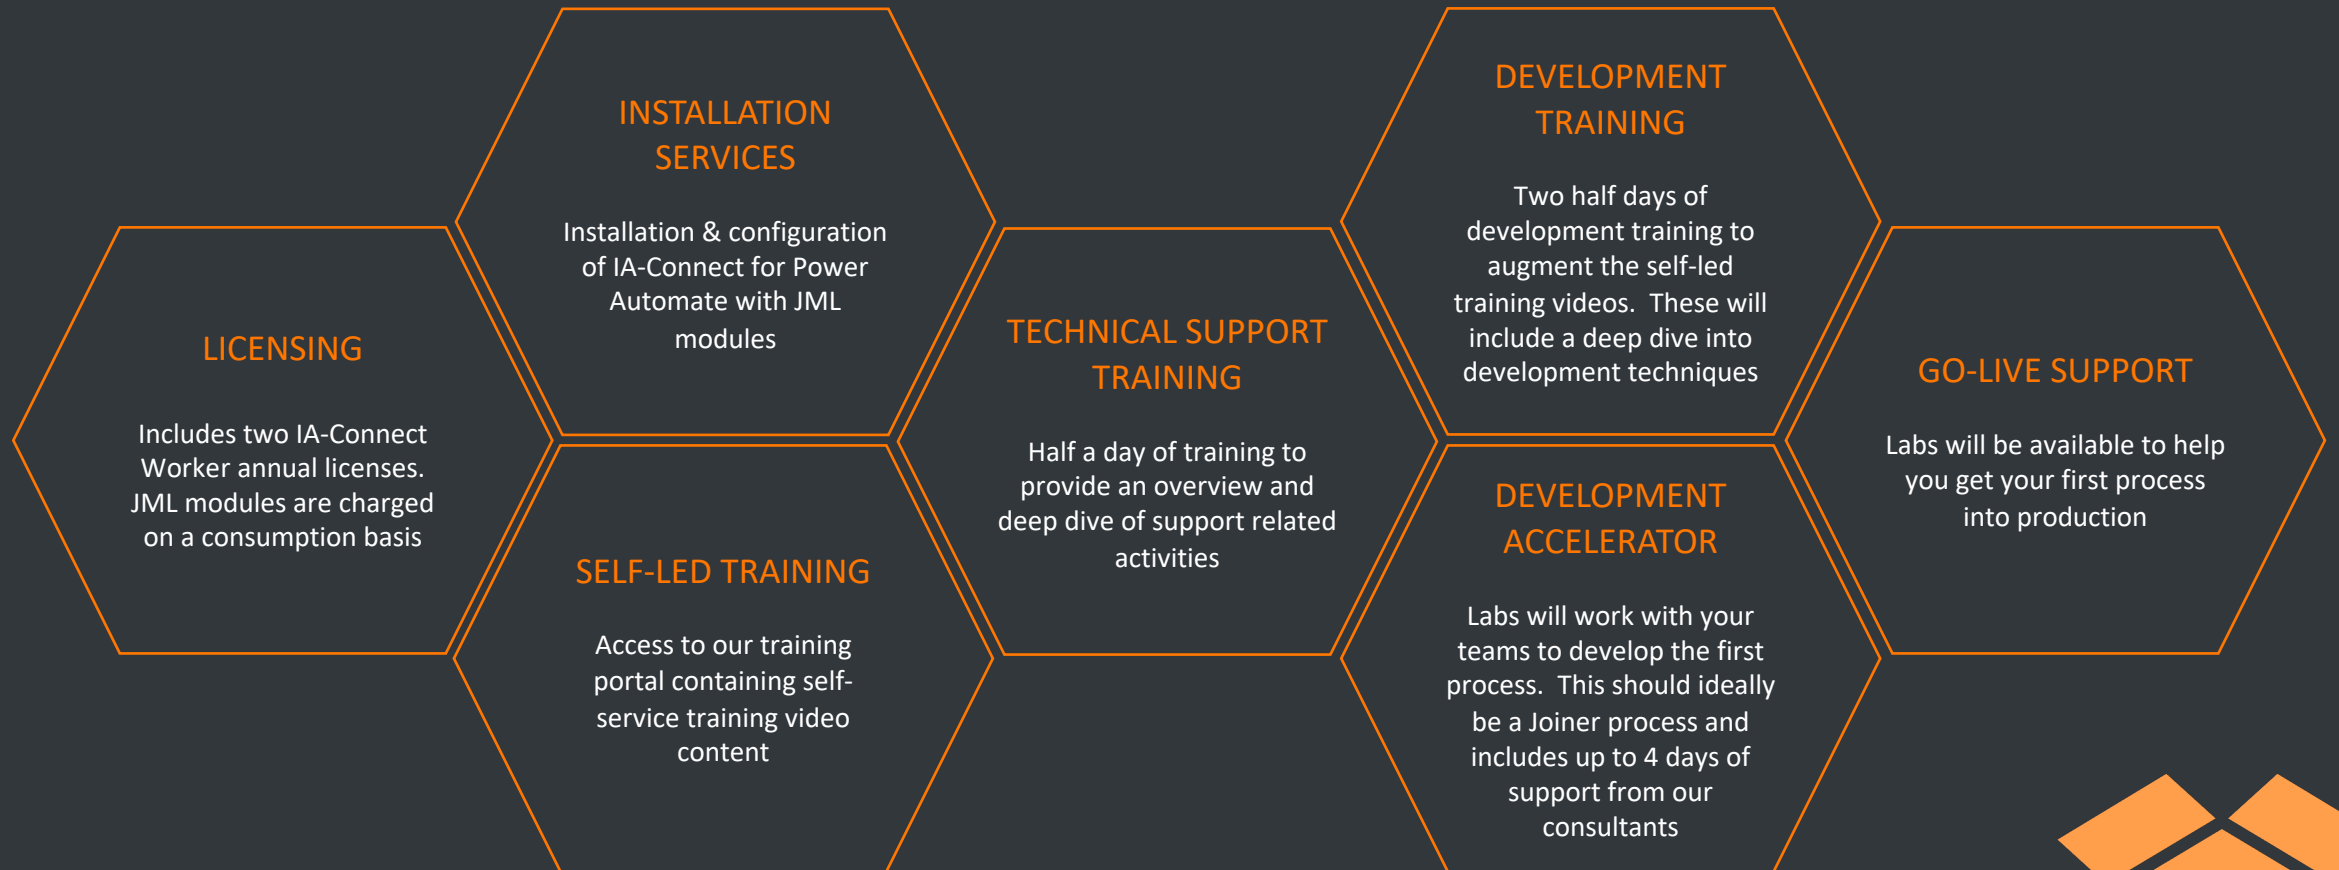 LICENSING
Includes two IA-Connect
Worker annual licenses.
JML modules are charged
on a consumption basis
INSTALLATION
SERVICES
Installation & configuration
of IA-Connect for Power
Automate with JML
modules
SELF-LED TRAINING
Access to our training
portal containing self-
service training video
content
TECHNICAL SUPPORT
TRAINING
Half a day of training to
provide an overview and
deep dive of support related
activities
DEVELOPMENT
TRAINING
Two half days of
development training to
augment the self-led
training videos.  These will
include a deep dive into
development techniques
DEVELOPMENT
ACCELERATOR
Labs will work with your
teams to develop the first
process.  This should ideally
be a Joiner process and
includes up to 4 days of
support from our
consultants
GO-LIVE SUPPORT
Labs will be available to help
you get your first process
into production